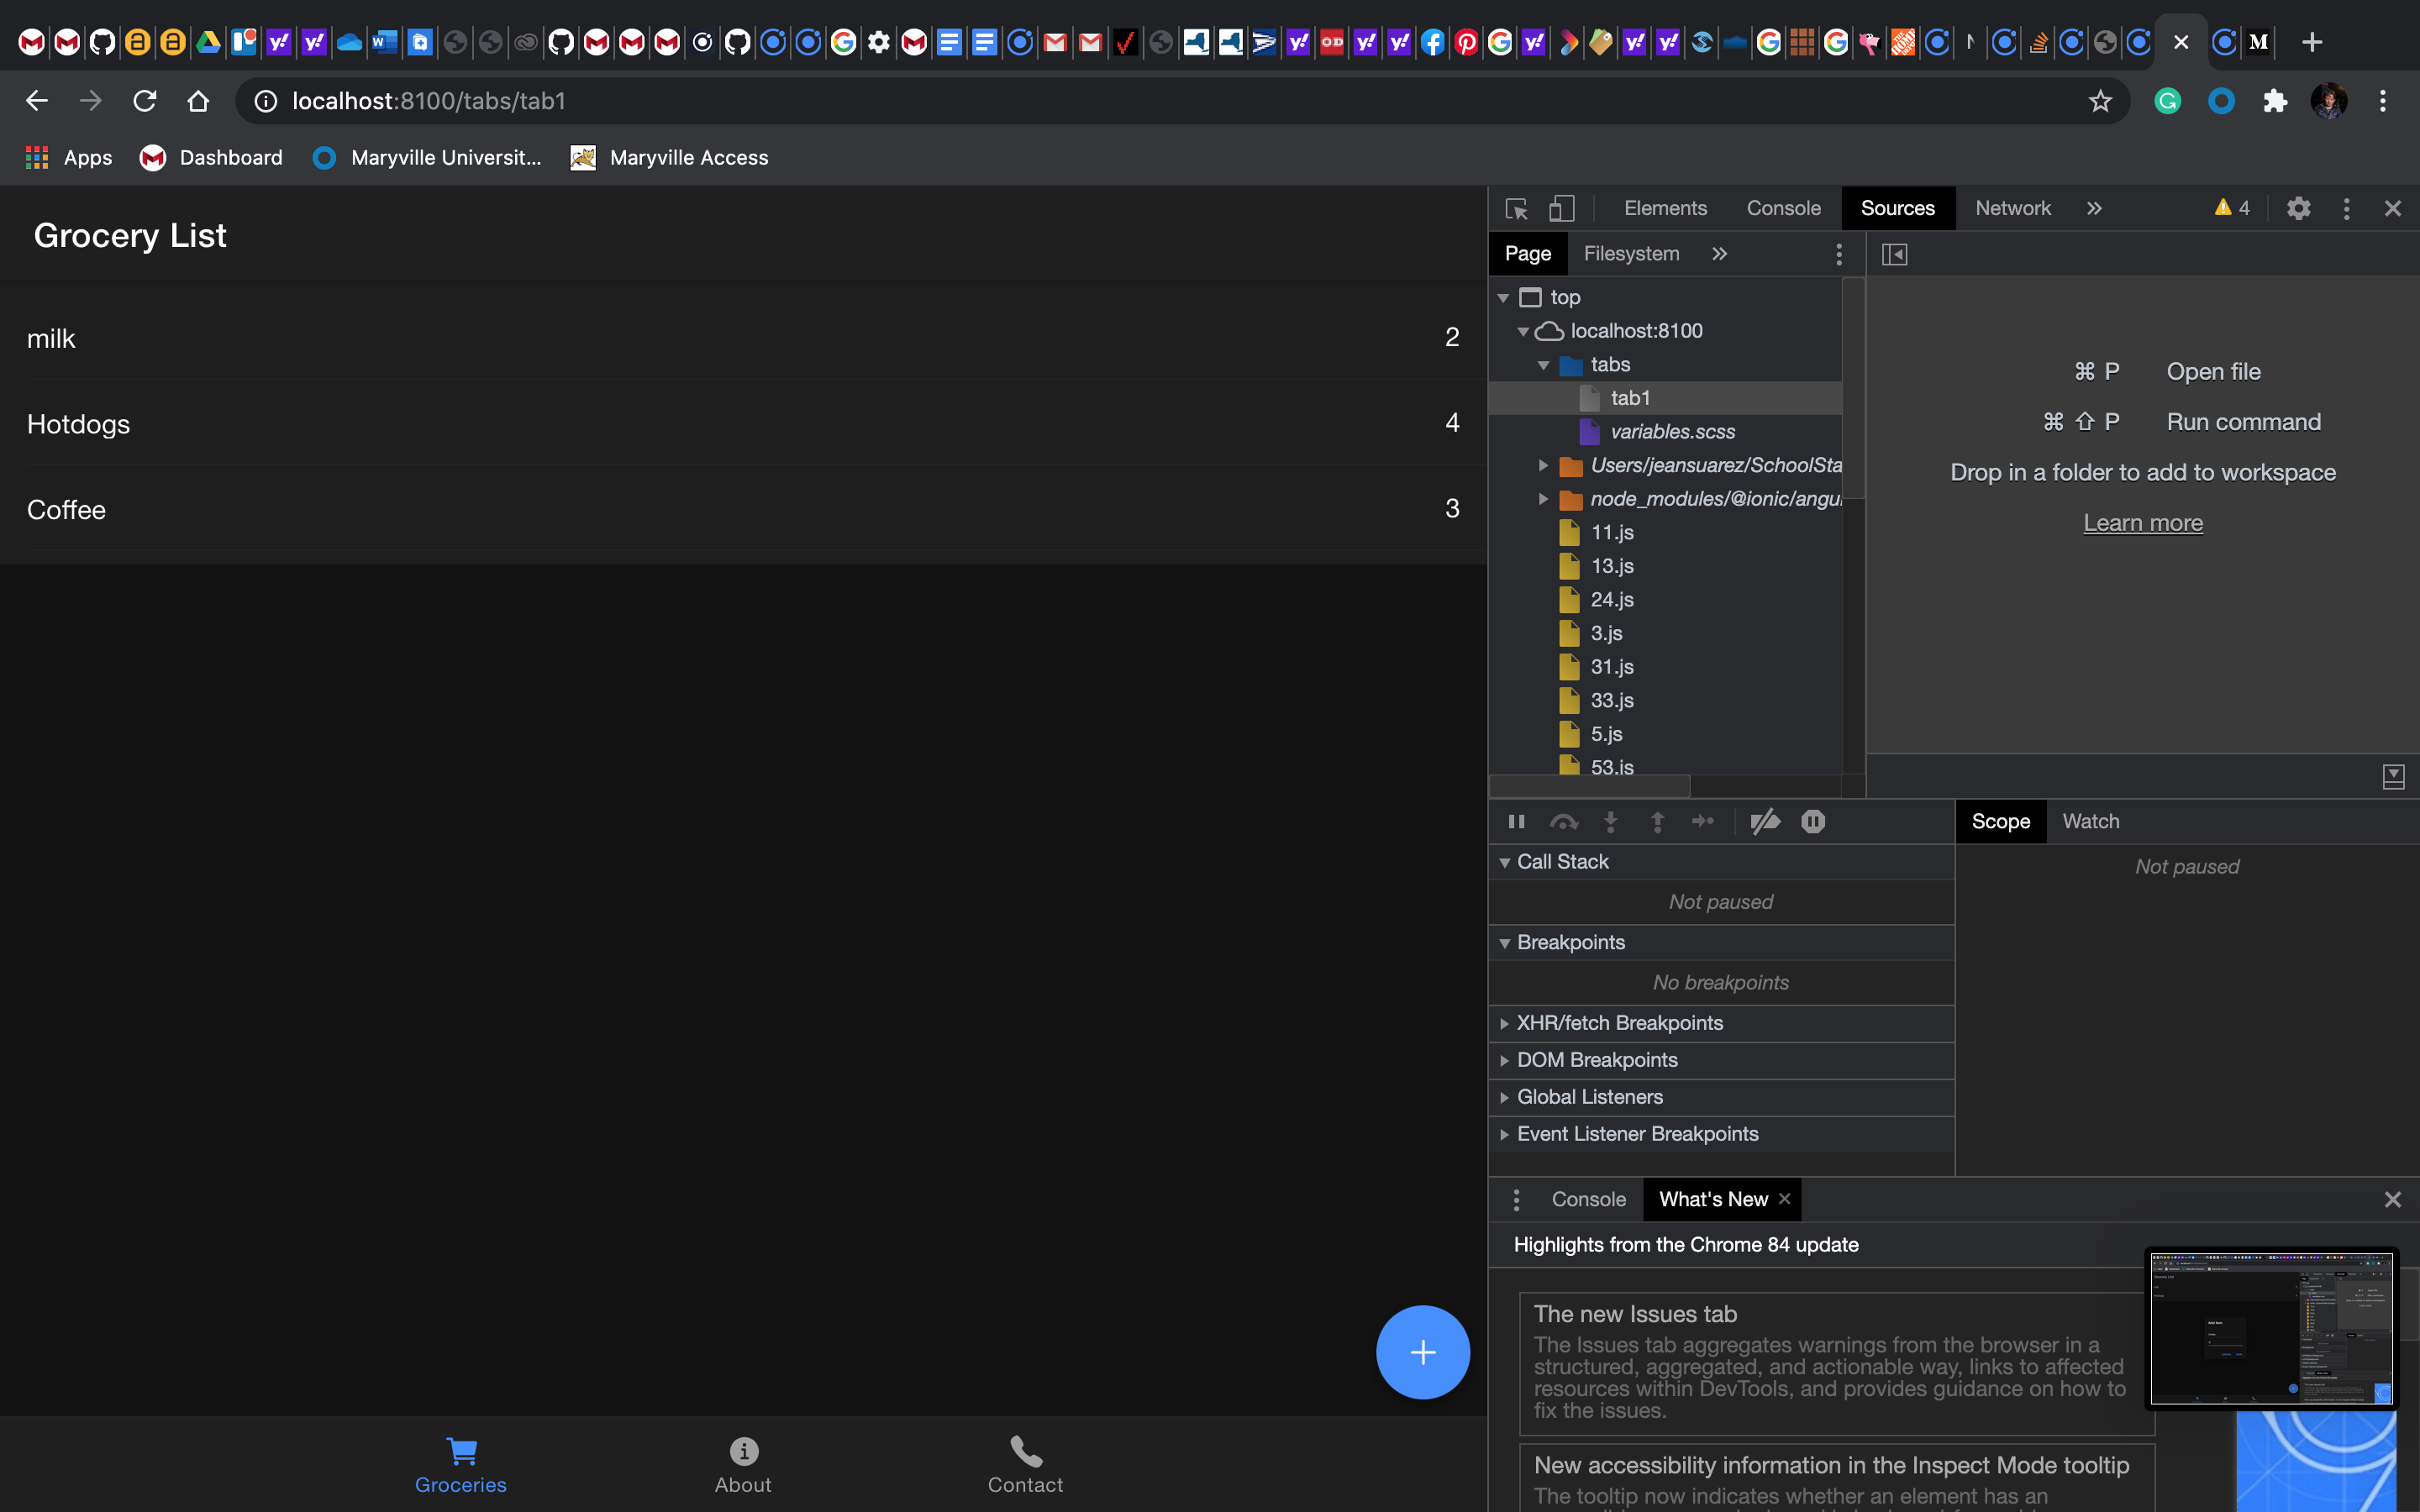 localhost:8100/tabs/tab1
Apps
Dashboard
Maryville Universit...
Maryville Access
Grocery List
milk
2
Hotdogs
4
Coffee
3
Groceries
About
Contact
Elements
Console
Sources
Network
4
Page
Filesystem
top
localhost:8100
tabs
tab1
variables.scss
Users/jeansuarez/SchoolSta
node_modules/@ionic/angu
11.js
13.js
24.js
3.js
31.js
33.js
5.js
53.js
⌘ P Open file
⌘ ⇧ P Run command
Drop in a folder to add to workspace
Learn more
Scope
Watch
Not paused
Call Stack
Not paused
Breakpoints
No breakpoints
XHR/fetch Breakpoints
DOM Breakpoints
Global Listeners
Event Listener Breakpoints
Console
What's New
Highlights from the Chrome 84 update
The new Issues tab
The Issues tab aggregates warnings from the browser in a
structured, aggregated, and actionable way, links to affected
resources within DevTools, and provides guidance on how to
fix the issues.
New accessibility information in the Inspect Mode tooltip
The tooltip now indicates whether an element has an